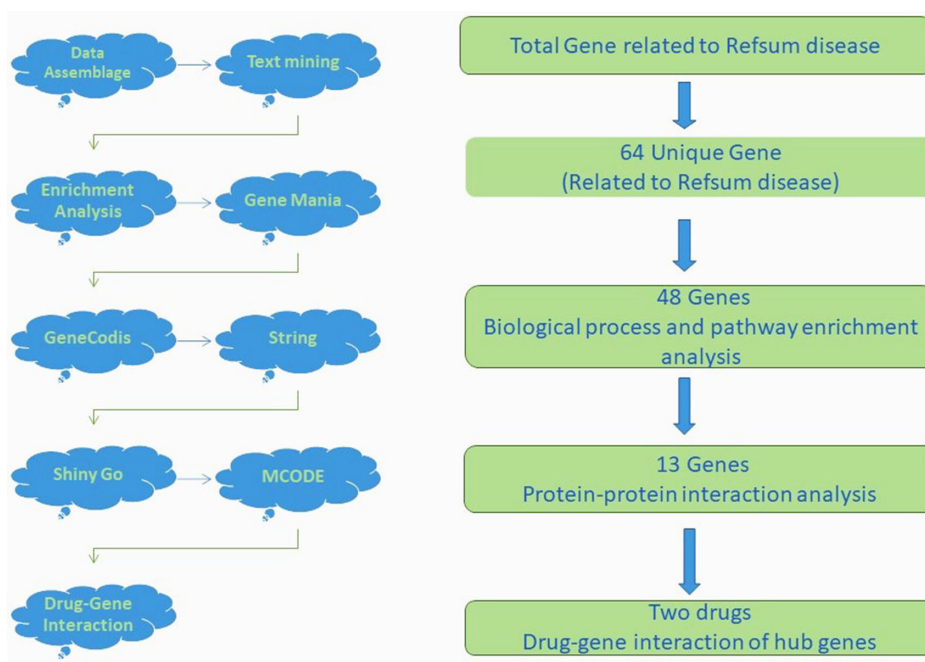 Data
Assemblage
Text mining
Enrichment
Analysis
Gene Mania
GeneCodis
String
Shiny Go
MCODE
Drug-Gene
Interaction
Total Gene related to Refsum disease
64 Unique Gene
(Related to Refsum disease)
48 Genes
Biological process and pathway enrichment
analysis
13 Genes
Protein-protein interaction analysis
Two drugs
Drug-gene interaction of hub genes